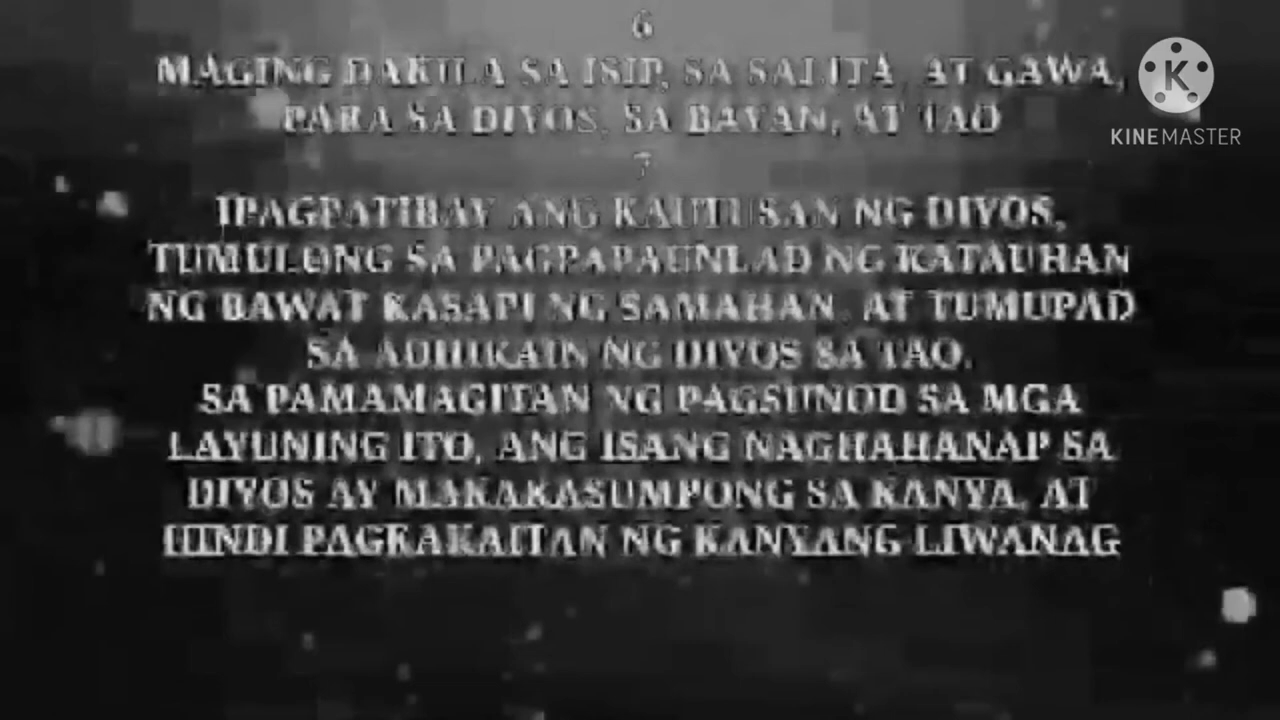 6
MAGING DAKILA SA ISIP, SA SALITA, AT GAWA,
PARA SA DIYOS, SA BAYAN, AT TAO
7
IPAGPATIBAY ANG KAUTUSAN NG DIYOS,
TUMULONG SA PAGPAPAUNLAD NG KATAUHAN
NG BAWAT KASAPI NG SAMAHAN, AT TUMUPAD
SA ADHIKAIN NG DIYOS SA TAO.
SA PAMAMAGITAN NG PAGSUNOD SA MGA
LAYUNING ITO, ANG ISANG NAGHAHANAP SA
DIYOS AY MAKAKASUMPONG SA KANYA, AT
HINDI PAGKAKAITAN NG KANYANG LIWANAG
K
KINEMASTER